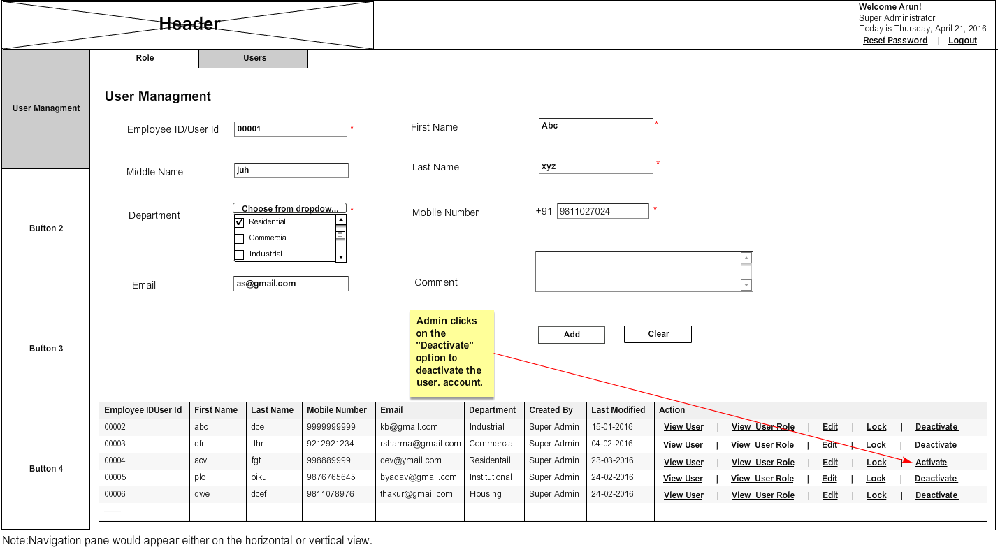 Header
Welcome Arun!
Super Administrator
Today is Thursday, April 21, 2016
Reset Password | Logout
Role Users
User Managment
Button 2
Button 3
Button 4
User Managment
Employee ID/User Id 00001 * First Name Abc *
Middle Name juh Last Name xyz *
Department Choose from dropdow... * Mobile Number +91 9811027024 *
Residential
Commercial
Industrial
Email as@gmail.com Comment
Admin clicks
on the
"Deactivate"
option to
deactivate the
user. account.
Add Clear
Employee IDUser Id First Name Last Name Mobile Number Email Department Created By Last Modified Action
00002 abc dce 9999999999 kb@gmail.com Industrial Super Admin 15-01-2016 View User | View User Role | Edit | Lock | Deactivate
00003 dfr thr 9212921234 rsharma@gmail.com Commercial Super Admin 04-02-2016 View User | View User Role | Edit | Lock | Deactivate
00004 acv fgt 998889999 dev@ymail.com Residentail Super Admin 23-03-2016 View User | View User Role | Edit | Lock | Activate
00005 plo oiku 9876765645 byadav@gmail.com Institutional Super Admin 24-02-2016 View User | View User Role | Edit | Lock | Deactivate
00006 qwe dcef 9811078976 thakur@gmail.com Housing Super Admin 24-02-2016 View User | View User Role | Edit | Lock | Deactivate
------
Note:Navigation pane would appear either on the horizontal or vertical view.